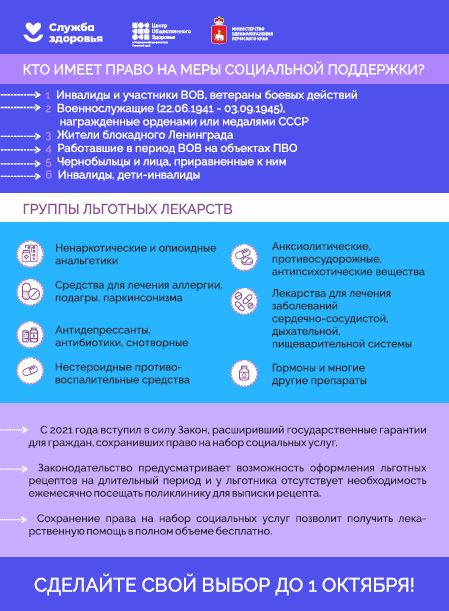 Служба
здоровья
Центр
Общественного
Здоровья
МИНИСТЕРСТВО
ЗДРАВООХРАНЕНИЯ
ПЕРМСКОГО КРАЯ
КТО ИМЕЕТ ПРАВО НА МЕРЫ СОЦИАЛЬНОЙ ПОДДЕРЖКИ?
1 Инвалиды и участники ВОВ, ветераны боевых действий
2 Военнослужащие (22.06.1941 - 03.09.1945),
награжденные орденами или медалями СССР
3 Жители блокадного Ленинграда
4 Работавшие в период ВОВ на объектах ПВО
5 Чернобыльцы и лица, приравненные к ним
6 Инвалиды, дети-инвалиды
ГРУППЫ ЛЬГОТНЫХ ЛЕКАРСТВ
Ненаркотические и опиоидные
анальгетики
Средства для лечения аллергии,
подагры, паркинсонизма
Антидепрессанты,
антибиотики, снотворные
Нестероидные противо-
воспалительные средства
Анксиолитические,
противосудорожные,
антипсихотические вещества
Лекарства для лечения
заболеваний
сердечно-сосудистой,
дыхательной,
пищеварительной системы
Гормоны и многие
другие препараты
С 2021 года вступил в силу Закон, расширивший государственные гарантии
для граждан, сохранивших право на набор социальных услуг.
Законодательство предусматривает возможность оформления льготных
рецептов на длительный период и у льготника отсутствует необходимость
ежемесячно посещать поликлинику для выписки рецепта.
Сохранение права на набор социальных услуг позволит получить лека-
рственную помощь в полном объеме бесплатно.
СДЕЛАЙТЕ СВОЙ ВЫБОР ДО 1 ОКТЯБРЯ!